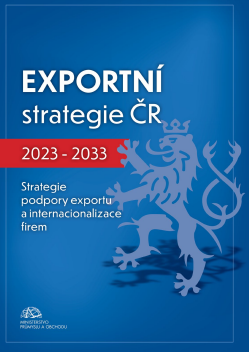 EXPORTNÍ
strategie ČR
2023 - 2033
Strategie
podpory exportu
a internacionalizace
firem
MINISTERSTVO
PRŮMYSLU A OBCHODU